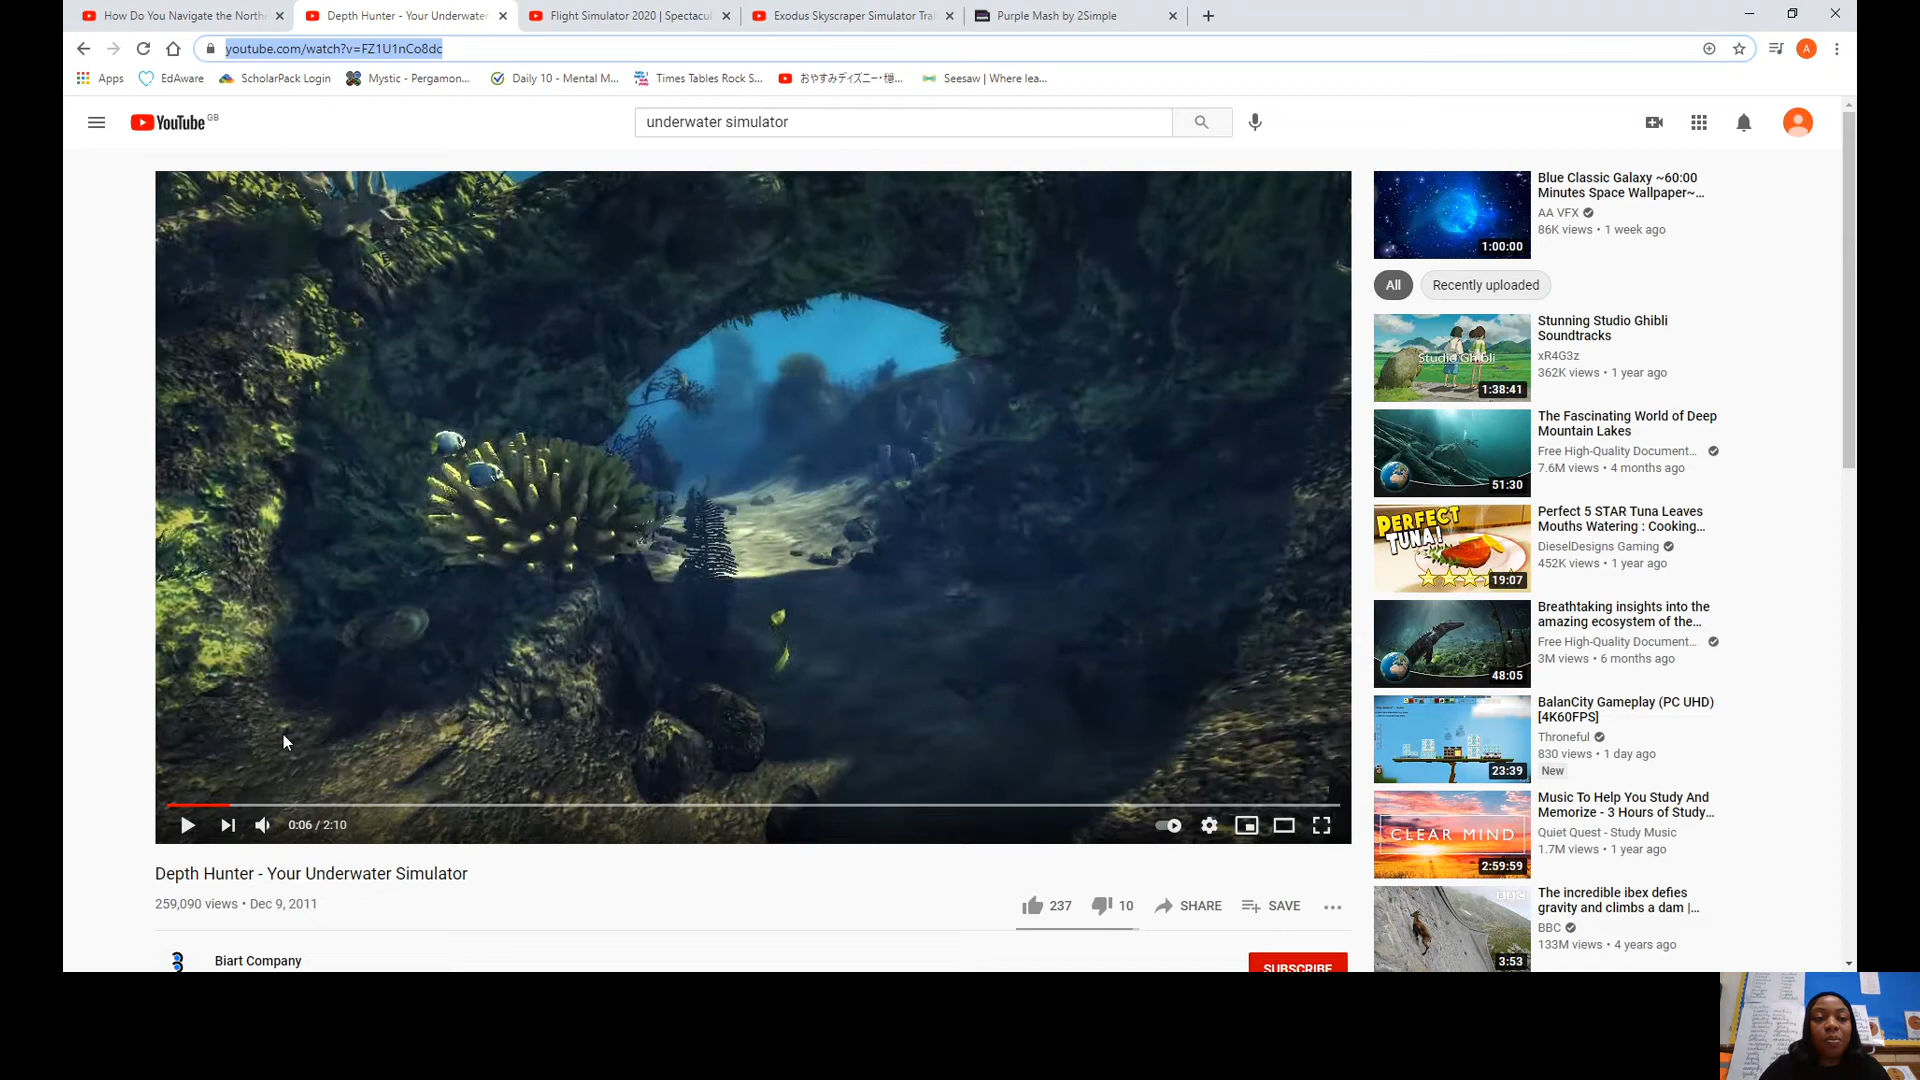 How Do You Navigate the North
Depth Hunter - Your Underwater
Flight Simulator 2020 | Spectacu
Exodus Skyscraper Simulator Trai
Purple Mash by 2Simple
youtube.com/watch?v=FZ1U1nCo8dc
A
Apps
EdAware
ScholarPack Login
Mystic - Pergamon...
Daily 10 - Mental M...
Times Tables Rock S...
おやすみディズニー・穏...
Seesaw | Where lea...
YouTube GB
underwater simulator
Blue Classic Galaxy ~60:00
Minutes Space Wallpaper~...
AA VFX
86K views • 1 week ago
1:00:00
All
Recently uploaded
Stunning Studio Ghibli
Soundtracks
xR4G3z
362K views • 1 year ago
Studio Ghibli
1:38:41
The Fascinating World of Deep
Mountain Lakes
Free High-Quality Document...
7.6M views • 4 months ago
51:30
Perfect 5 STAR Tuna Leaves
Mouths Watering : Cooking...
DieselDesigns Gaming
452K views • 1 year ago
PERFECT
TUNA!
19:07
Breathtaking insights into the
amazing ecosystem of the...
Free High-Quality Document...
3M views • 6 months ago
48:05
BalanCity Gameplay (PC UHD)
[4K60FPS]
Throneful
830 views • 1 day ago
New
23:39
Music To Help You Study And
Memorize - 3 Hours of Study...
Quiet Quest - Study Music
1.7M views • 1 year ago
CLEAR MIND
2:59:59
The incredible ibex defies
gravity and climbs a dam |...
BBC
133M views • 4 years ago
BBC
3:53
0:06 / 2:10
Depth Hunter - Your Underwater Simulator
259,090 views • Dec 9, 2011
237
10
SHARE
SAVE
Biart Company
SUBSCRIBE